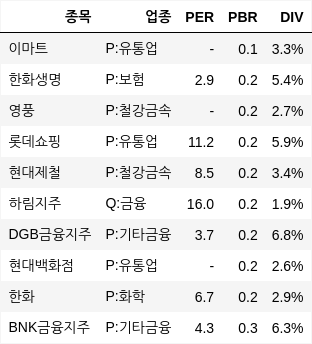 종목 업종 PER PBR DIV
이마트 P:유통업 - 0.1 3.3%
한화생명 P:보험 2.9 0.2 5.4%
영풍 P:철강금속 - 0.2 2.7%
롯데쇼핑 P:유통업 11.2 0.2 5.9%
현대제철 P:철강금속 8.5 0.2 3.4%
하림지주 Q:금융 16.0 0.2 1.9%
DGB금융지주 P:기타금융 3.7 0.2 6.8%
현대백화점 P:유통업 - 0.2 2.6%
한화 P:화학 6.7 0.2 2.9%
BNK금융지주 P:기타금융 4.3 0.3 6.3%